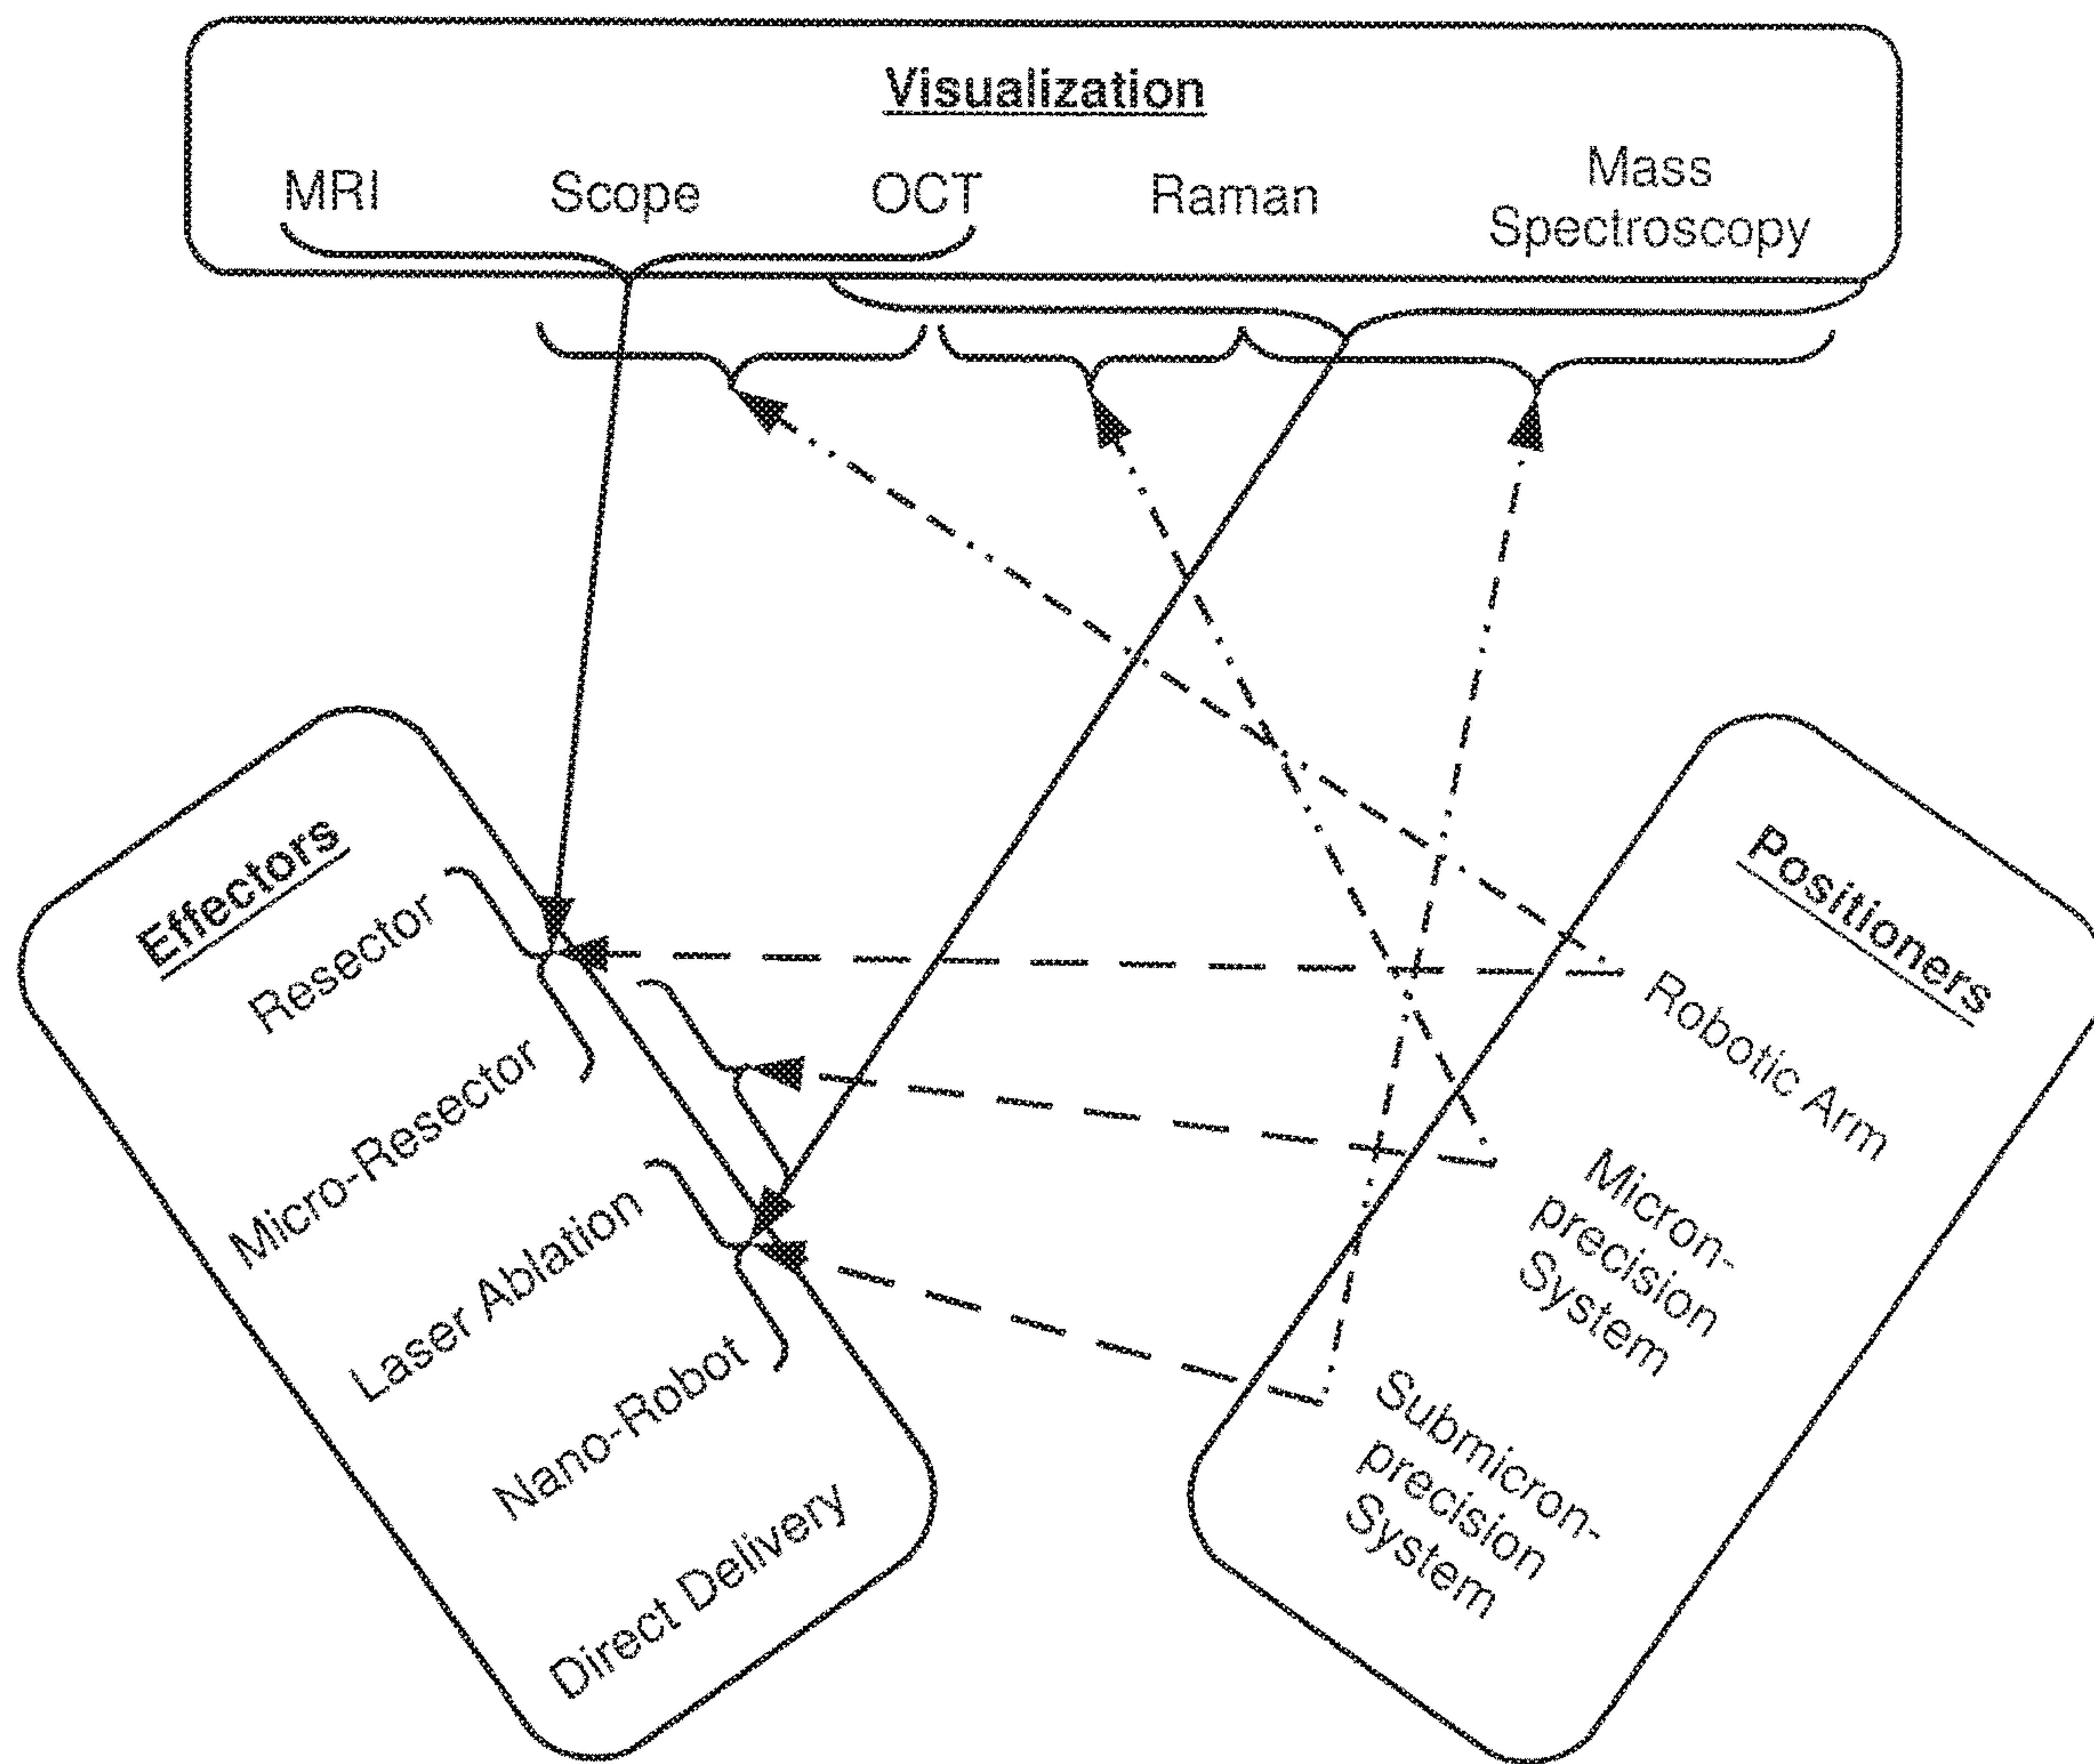 Visualization
MRI Scope OCT Raman Mass
Spectroscopy
Effectors
Resector
Micro-Resector
Laser Ablation
Nano-Robot
Direct Delivery
Positioners
Robotic Arm
Micron-
precision
System
Submicron-
precision
System